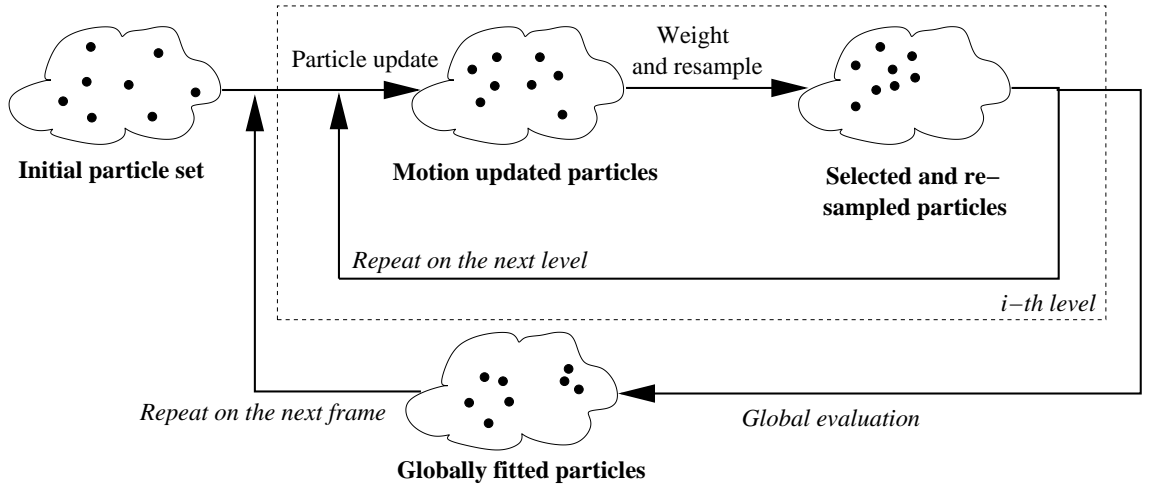 Particle update
Weight
and resample
Initial particle set
Motion updated particles
Selected and re−
sampled particles
Repeat on the next level
i−th level
Repeat on the next frame
Global evaluation
Globally fitted particles